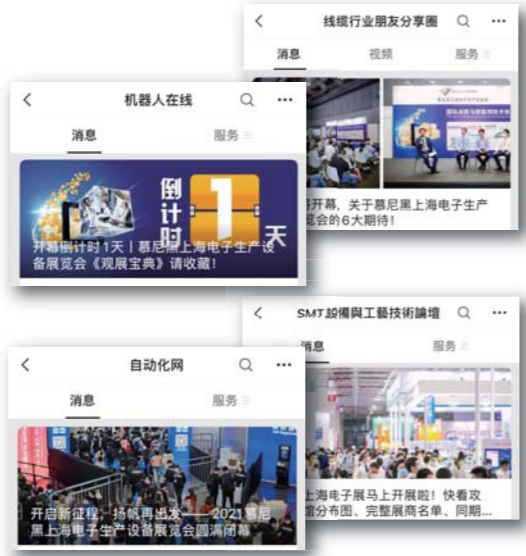 线缆行业朋友分享圈
消息 视频 服务
开幕，关于慕尼黑上海电子生产
览会的6大期待！
机器人在线
消息 服务
倒计时1天
开幕倒计时1天丨慕尼黑上海电子生产设
备展览会《观展宝典》请收藏！
SMT設備與工藝技術論壇
消息 服务
上海电子展马上开展啦！快看攻
馆分布图、完整展商名单、同期...
自动化网
消息 服务
开启新征程，扬帆再出发—— 2021慕尼
黑上海电子生产设备展览会圆满闭幕